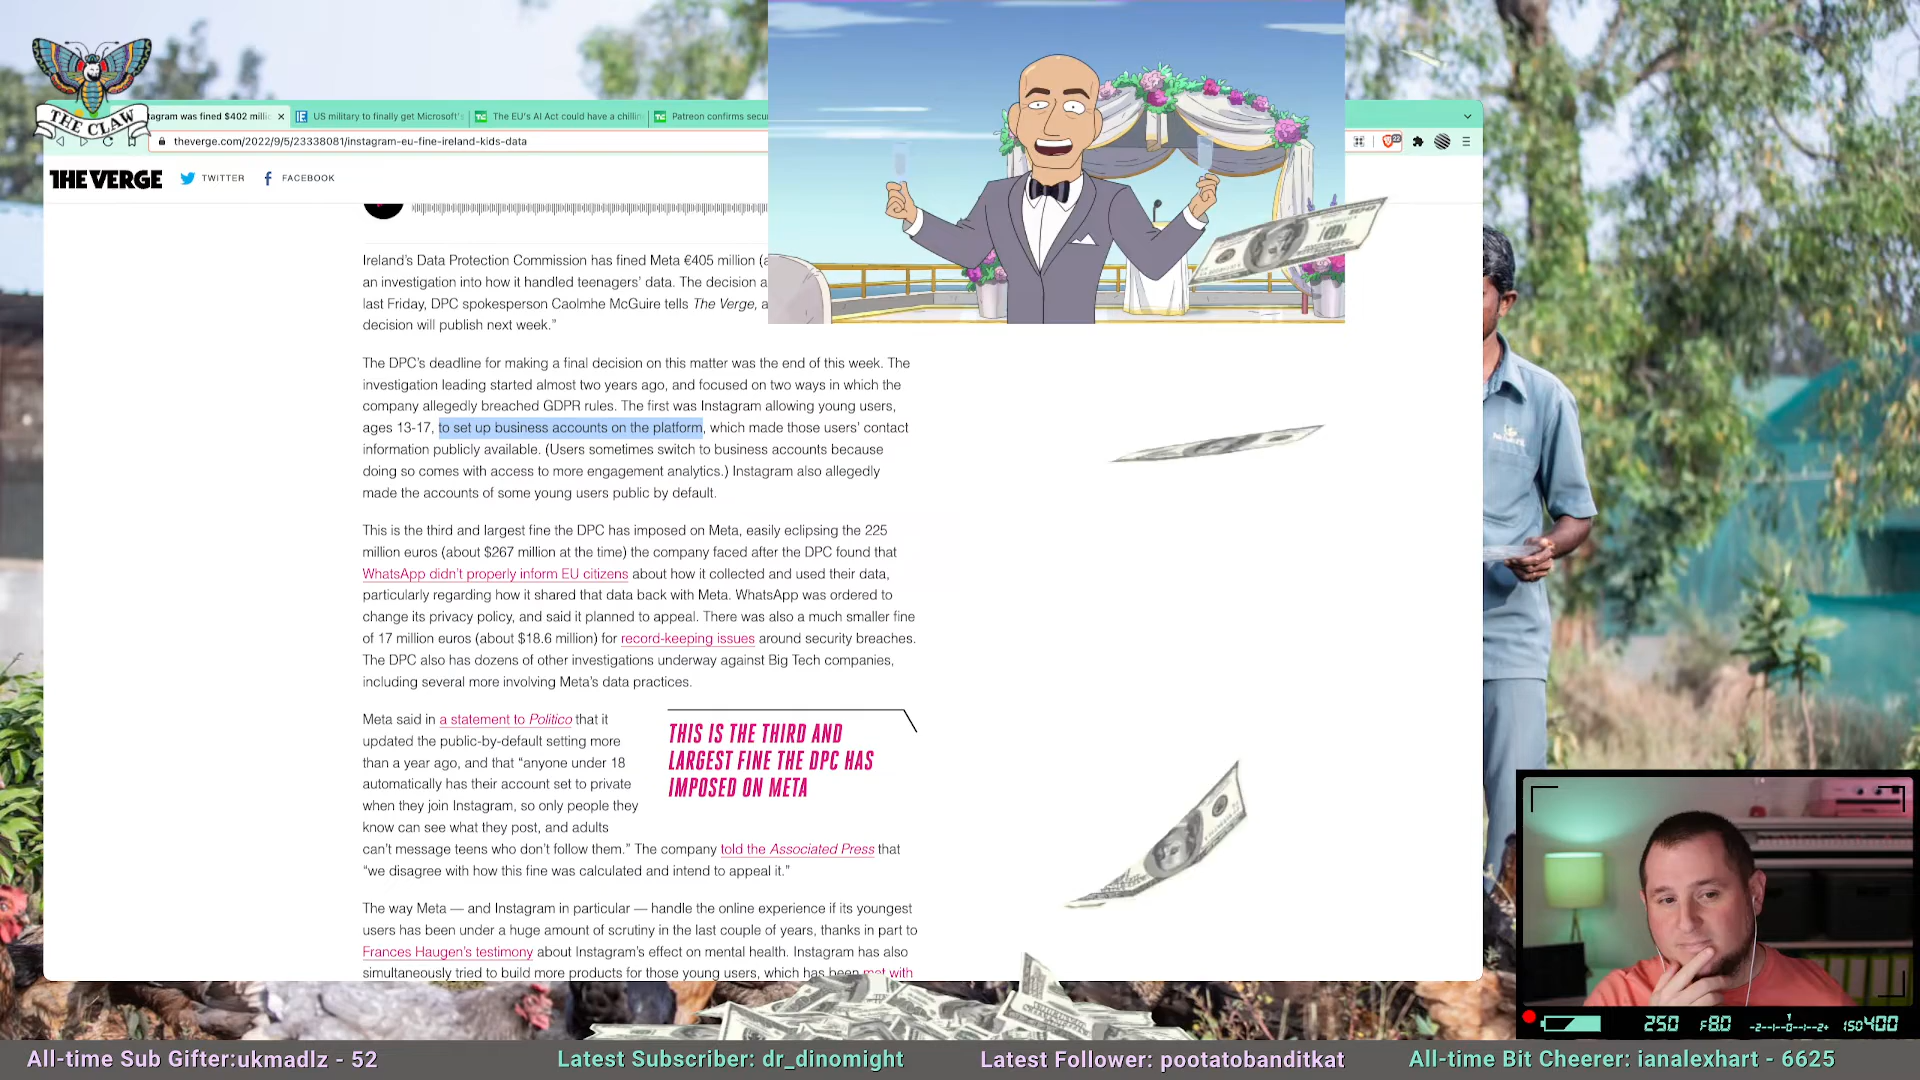 THE CLAW
tagram was fined $402 milli
US military to finally get Microsoft's
The EU's AI Act could have a chillin
Patreon confirms secu
theverge.com/2022/9/5/23338081/instagram-eu-fine-ireland-kids-data
THE VERGE
TWITTER
FACEBOOK
Ireland's Data Protection Commission has fined Meta €405 million (a
an investigation into how it handled teenagers' data. The decision a
last Friday, DPC spokesperson Caolmhe McGuire tells The Verge, a
decision will publish next week."
The DPC's deadline for making a final decision on this matter was the end of this week. The
investigation leading started almost two years ago, and focused on two ways in which the
company allegedly breached GDPR rules. The first was Instagram allowing young users,
ages 13-17, to set up business accounts on the platform, which made those users' contact
information publicly available. (Users sometimes switch to business accounts because
doing so comes with access to more engagement analytics.) Instagram also allegedly
made the accounts of some young users public by default.
This is the third and largest fine the DPC has imposed on Meta, easily eclipsing the 225
million euros (about $267 million at the time) the company faced after the DPC found that
WhatsApp didn't properly inform EU citizens about how it collected and used their data,
particularly regarding how it shared that data back with Meta. WhatsApp was ordered to
change its privacy policy, and said it planned to appeal. There was also a much smaller fine
of 17 million euros (about $18.6 million) for record-keeping issues around security breaches.
The DPC also has dozens of other investigations underway against Big Tech companies,
including several more involving Meta's data practices.
Meta said in a statement to Politico that it
updated the public-by-default setting more
than a year ago, and that "anyone under 18
automatically has their account set to private
when they join Instagram, so only people they
know can see what they post, and adults
can't message teens who don't follow them." The company told the Associated Press that
"we disagree with how this fine was calculated and intend to appeal it."
THIS IS THE THIRD AND
LARGEST FINE THE DPC HAS
IMPOSED ON META
The way Meta — and Instagram in particular — handle the online experience if its youngest
users has been under a huge amount of scrutiny in the last couple of years, thanks in part to
Frances Haugen's testimony about Instagram's effect on mental health. Instagram has also
simultaneously tried to build more products for those young users, which has been met with
250 F8.0 -2--1--0--1--2+ ISO400
All-time Sub Gifter:ukmadlz - 52
Latest Subscriber: dr_dinomight
Latest Follower: pootatobanditkat
All-time Bit Cheerer: ianalexhart - 6625